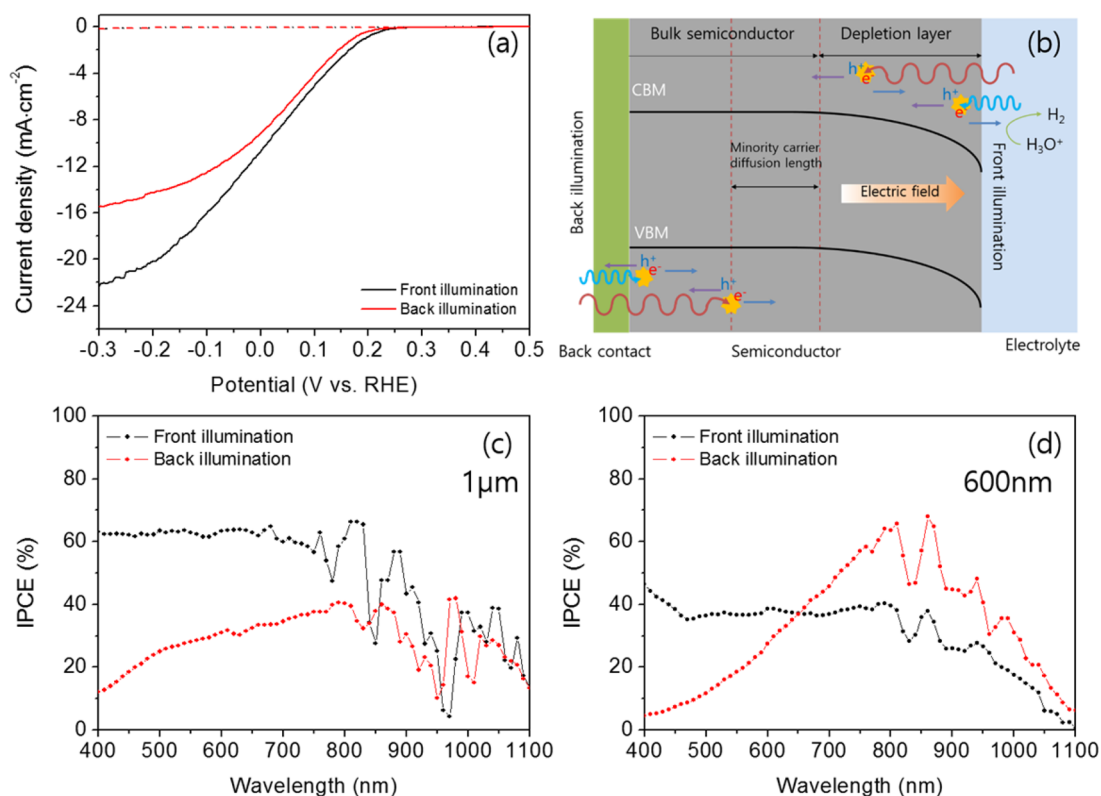 0
-4
-8
-12
-16
-20
-24
Current density (mA·cm⁻²)
(a)
Front illumination
Back illumination
-0.3 -0.2 -0.1 0.0 0.1 0.2 0.3 0.4 0.5
Potential (V vs. RHE)
(b)
Bulk semiconductor
Depletion layer
h⁺
e⁻
h⁺
e⁻
H₂
H₃O⁺
CBM
Minority carrier
diffusion length
Electric field
Back illumination
Front illumination
VBM
h⁺
e⁻
h⁺
e⁻
Back contact
Semiconductor
Electrolyte
100
80
60
40
20
0
IPCE (%)
Front illumination
Back illumination
(c)
1μm
400 500 600 700 800 900 1000 1100
Wavelength (nm)
100
80
60
40
20
0
IPCE (%)
Front illumination
Back illumination
(d)
600nm
400 500 600 700 800 900 1000 1100
Wavelength (nm)